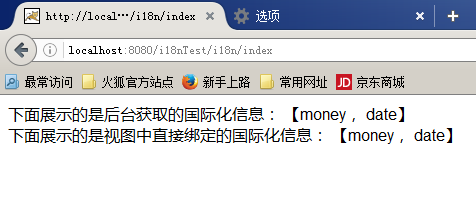 http://local…/i18n/index
选项
localhost:8080/i18nTest/i18n/index
最常访问 火狐官方站点 新手上路 常用网址 JD 京东商城
下面展示的是后台获取的国际化信息：【money，date】
下面展示的是视图中直接绑定的国际化信息：【money，date】